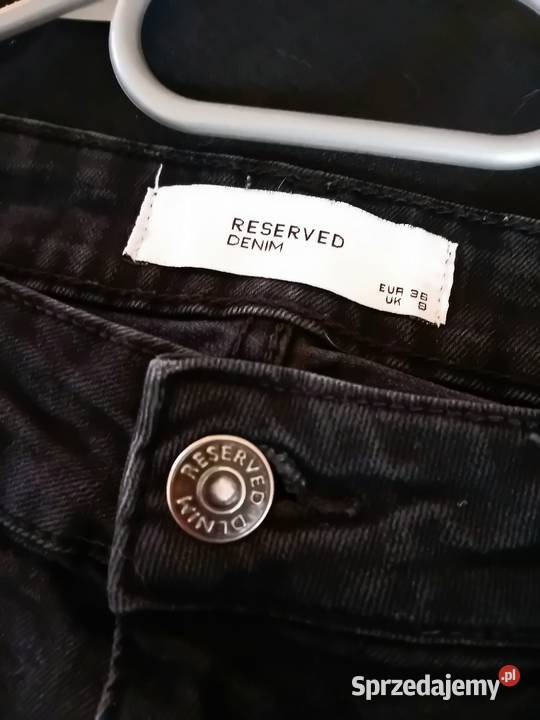 RESERVED
DENIM
EUR 36
UK 8
RESERVED DENIM
Sprzedajemy.pl